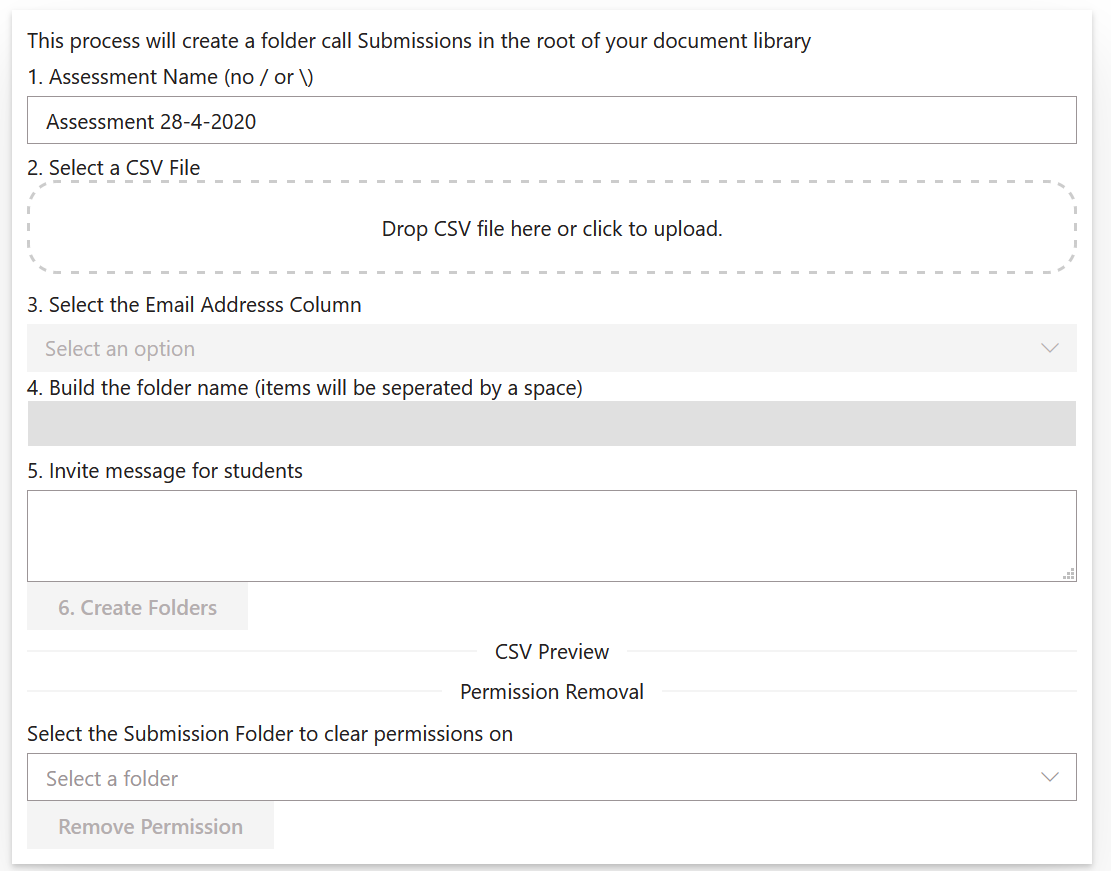 This process will create a folder call Submissions in the root of your document library
1. Assessment Name (no / or \)
Assessment 28-4-2020
2. Select a CSV File
Drop CSV file here or click to upload.
3. Select the Email Addresss Column
Select an option
4. Build the folder name (items will be seperated by a space)
5. Invite message for students
6. Create Folders
CSV Preview
Permission Removal
Select the Submission Folder to clear permissions on
Select a folder
Remove Permission